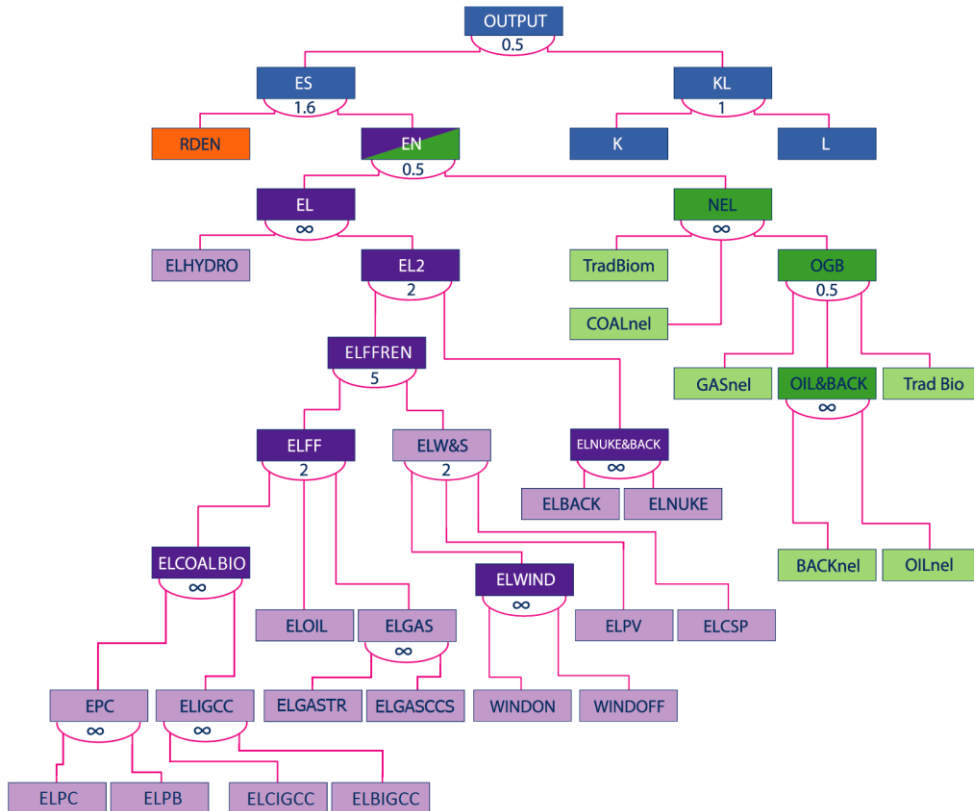 OUTPUT
0.5
ES
KL
1.6
1
RDEN
EN
K
L
0.5
EL
NEL
∞
∞
ELHYDRO
EL2
TradBiom
OGB
2
0.5
COALnel
ELFFREN
5
GASnel
OIL&BACK
Trad Bio
∞
ELFF
ELW&S
ELNUKE&BACK
2
2
∞
ELBACK
ELNUKE
ELCOALBIO
BACKnel
OILnel
∞
ELWIND
∞
ELOIL
ELGAS
ELPV
ELCSP
∞
EPC
ELIGCC
ELGASTR
ELGASCCS
WINDON
WINDOFF
∞
∞
ELPC
ELPB
ELCIGCC
ELBIGCC